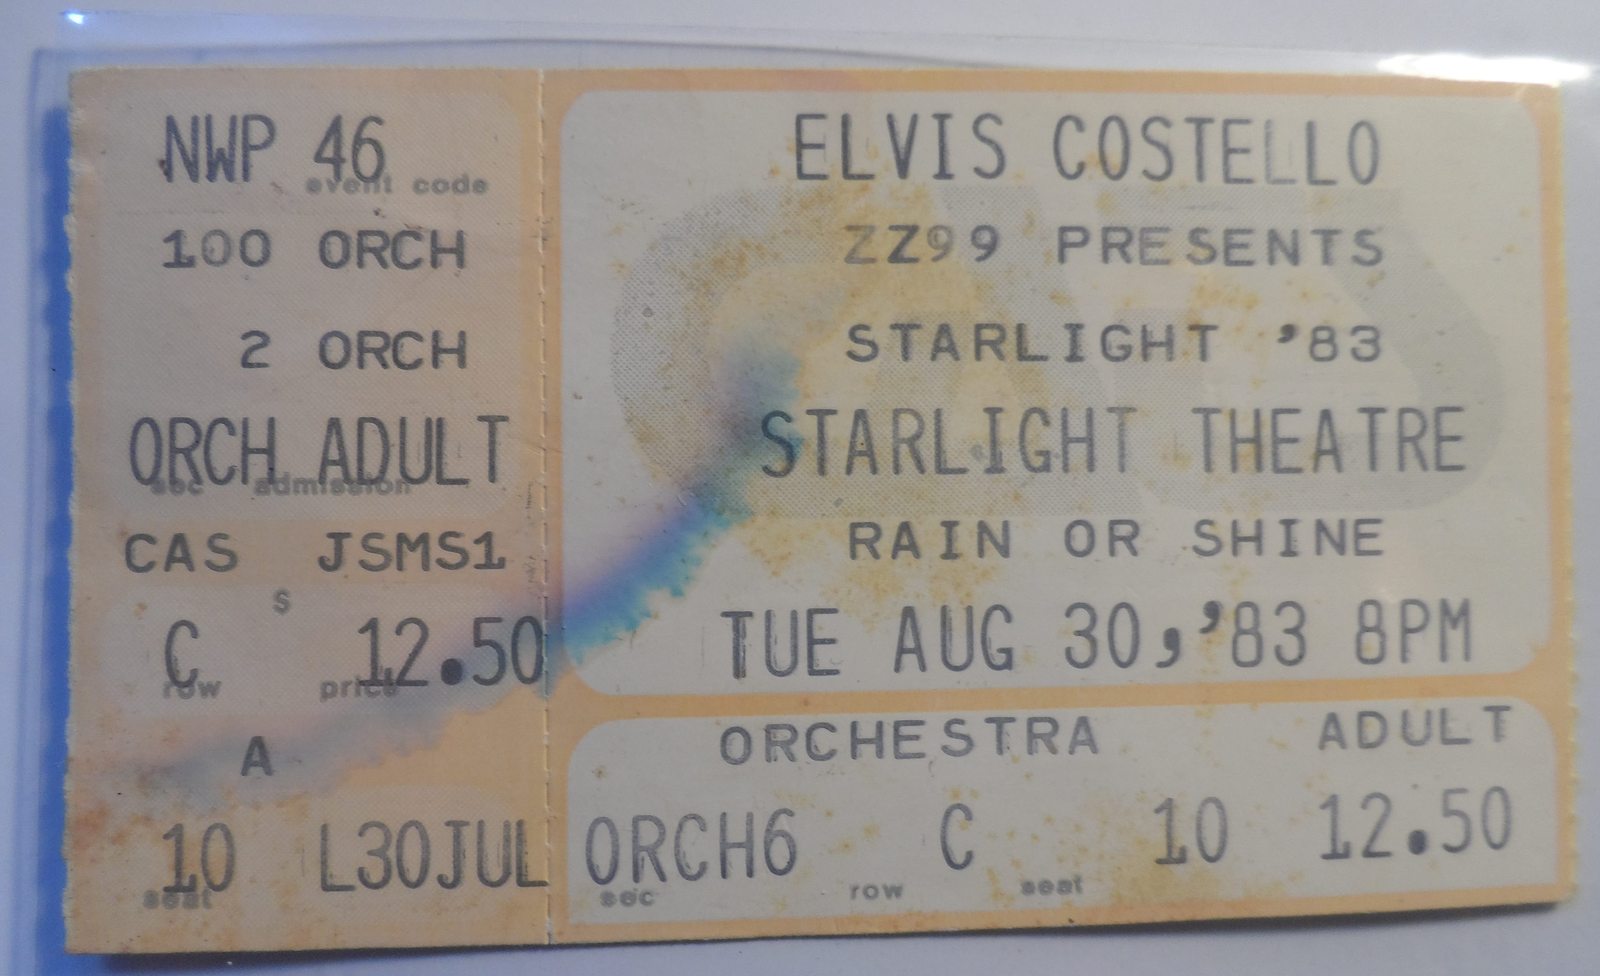 NWP 46
event code
100 ORCH
2 ORCH
ORCH ADULT
sec admission
CAS JSMS1
$
C 12.50
row price
A
10 L30JUL
seat
ELVIS COSTELLO
ZZ99 PRESENTS
STARLIGHT '83
STARLIGHT THEATRE
RAIN OR SHINE
TUE AUG 30,'83 8PM
ORCHESTRA ADULT
ORCH6 C 10 12.50
sec row seat